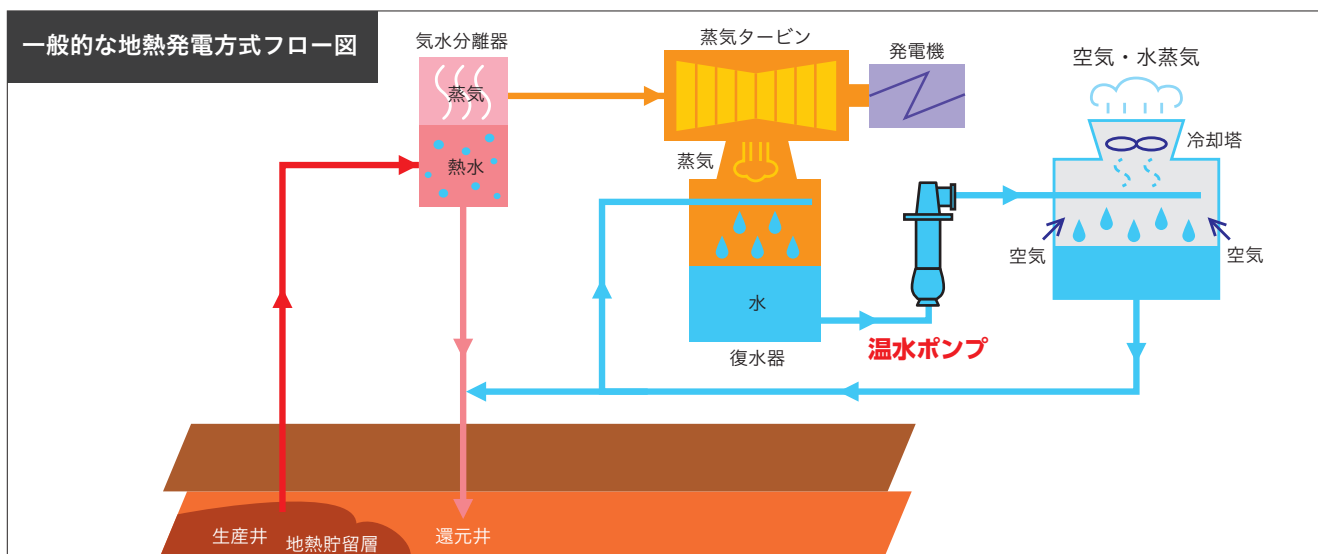 一般的な地熱発電方式フロー図
気水分離器
蒸気タービン
発電機
空気・水蒸気
蒸気
冷却塔
熱水
蒸気
空気
空気
水
温水ポンプ
復水器
生産井
地熱貯留層
還元井